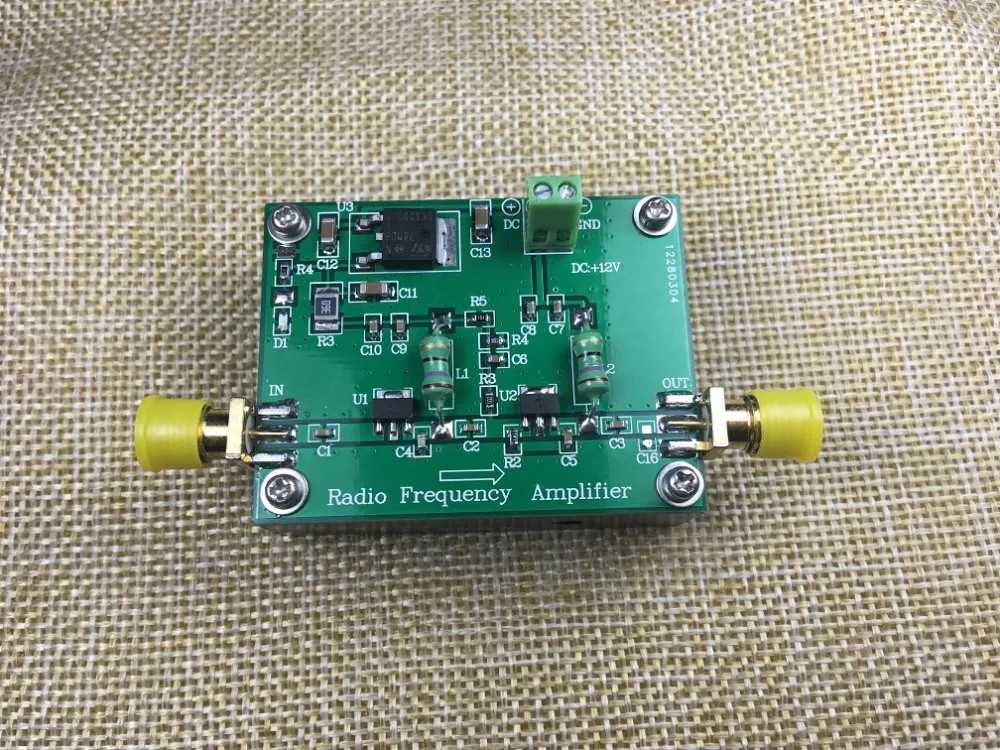 U3
C12
C13
DC
GND
DC:+12V
12280304
R4
C11
D1
R3
C10
C9
R5
C8
C7
R4
C6
L1
R3
U1
U2
IN
OUT
C1
C4
C2
R2
C5
C3
C16
Radio Frequency Amplifier